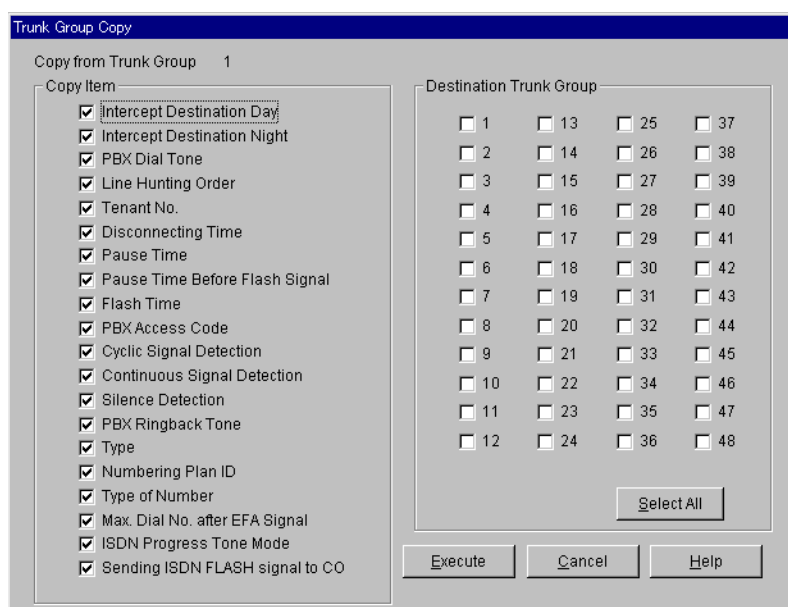 Trunk Group Copy
Copy from Trunk Group 1
Copy Item
Intercept Destination Day
Intercept Destination Night
PBX Dial Tone
Line Hunting Order
Tenant No.
Disconnecting Time
Pause Time
Pause Time Before Flash Signal
Flash Time
PBX Access Code
Cyclic Signal Detection
Continuous Signal Detection
Silence Detection
PBX Ringback Tone
Type
Numbering Plan ID
Type of Number
Max. Dial No. after EFA Signal
ISDN Progress Tone Mode
Sending ISDN FLASH signal to CO
Destination Trunk Group
1 13 25 37
2 14 26 38
3 15 27 39
4 16 28 40
5 17 29 41
6 18 30 42
7 19 31 43
8 20 32 44
9 21 33 45
10 22 34 46
11 23 35 47
12 24 36 48
Select All
Execute Cancel Help